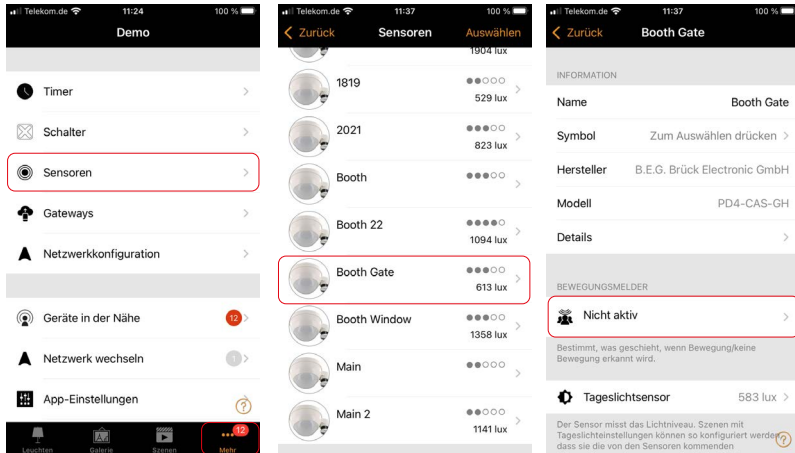 Telekom.de 11:24 100 %
Demo
Timer
Schalter
Sensoren
Gateways
Netzwerkkonfiguration
Geräte in der Nähe 12
Netzwerk wechseln 1
App-Einstellungen
?
12
Leuchten Galerie Szenen Mehr
Telekom.de 11:37 100 %
Zurück Sensoren Auswählen
1904 lux
1819
529 lux
2021
823 lux
Booth
Booth 22
1094 lux
Booth Gate
613 lux
Booth Window
1358 lux
Main
Main 2
1141 lux
Telekom.de 11:37 100 %
Zurück Booth Gate
INFORMATION
Name Booth Gate
Symbol Zum Auswählen drücken
Hersteller B.E.G. Brück Electronic GmbH
Modell PD4-CAS-GH
Details
BEWEGUNGSMELDER
Nicht aktiv
Bestimmt, was geschieht, wenn Bewegung/keine
Bewegung erkannt wird.
Tageslichtsensor 583 lux
Der Sensor misst das Lichtniveau. Szenen mit
Tageslichteinstellungen können so konfiguriert werden,
dass sie die von den Sensoren kommenden
?